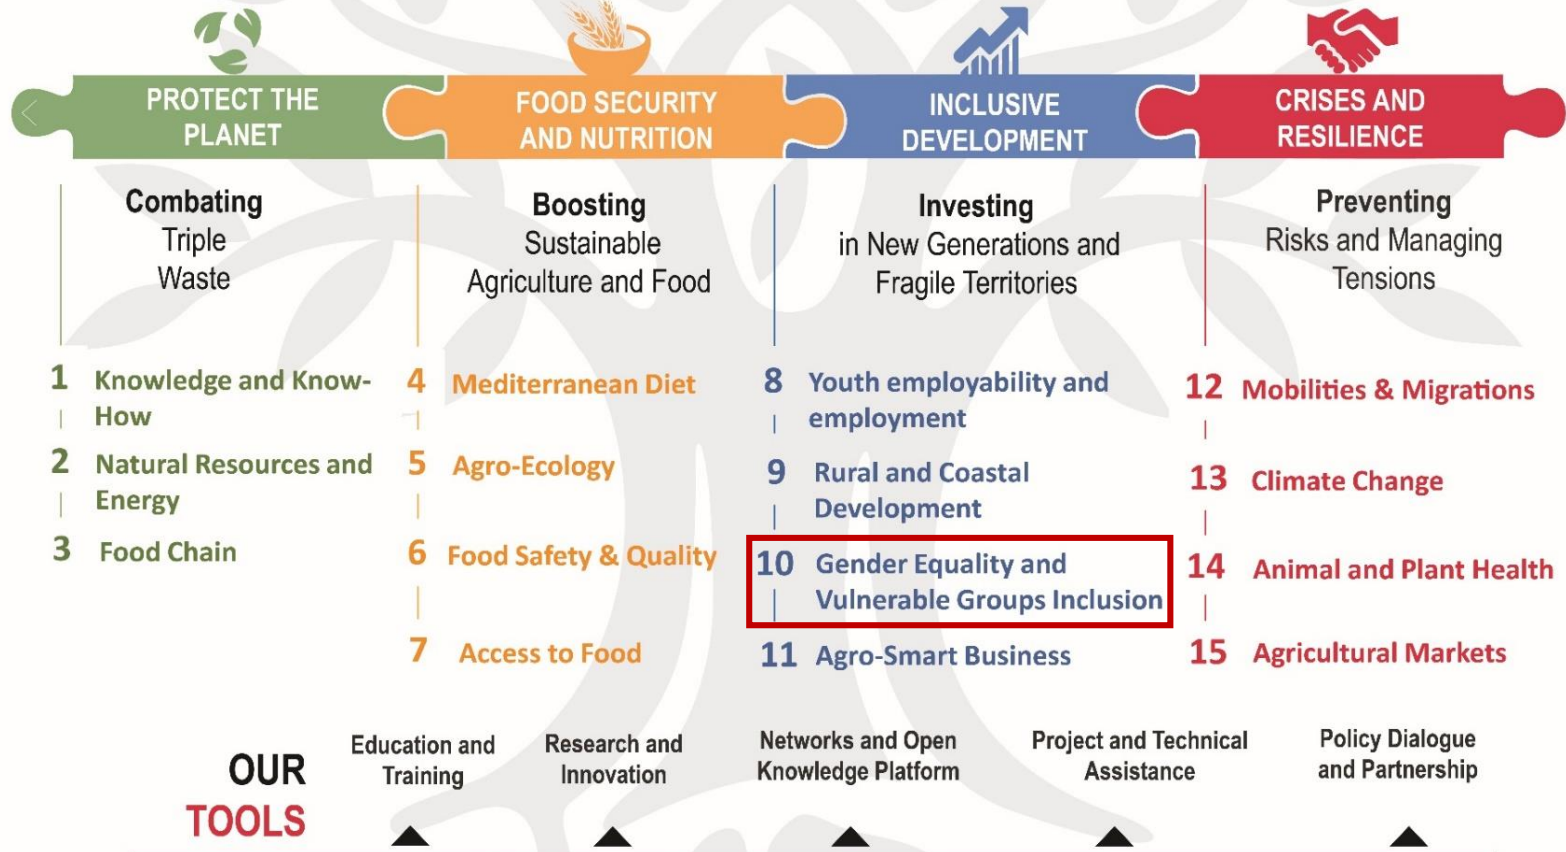 PROTECT THE
PLANET
FOOD SECURITY
AND NUTRITION
INCLUSIVE
DEVELOPMENT
CRISES AND
RESILIENCE
Combating
Triple
Waste
Boosting
Sustainable
Agriculture and Food
Investing
in New Generations and
Fragile Territories
Preventing
Risks and Managing
Tensions
1 Knowledge and Know-
How
2 Natural Resources and
Energy
3 Food Chain
4 Mediterranean Diet
5 Agro-Ecology
6 Food Safety & Quality
7 Access to Food
8 Youth employability and
employment
9 Rural and Coastal
Development
10 Gender Equality and
Vulnerable Groups Inclusion
11 Agro-Smart Business
12 Mobilities & Migrations
13 Climate Change
14 Animal and Plant Health
15 Agricultural Markets
OUR
TOOLS
Education and
Training
Research and
Innovation
Networks and Open
Knowledge Platform
Project and Technical
Assistance
Policy Dialogue
and Partnership